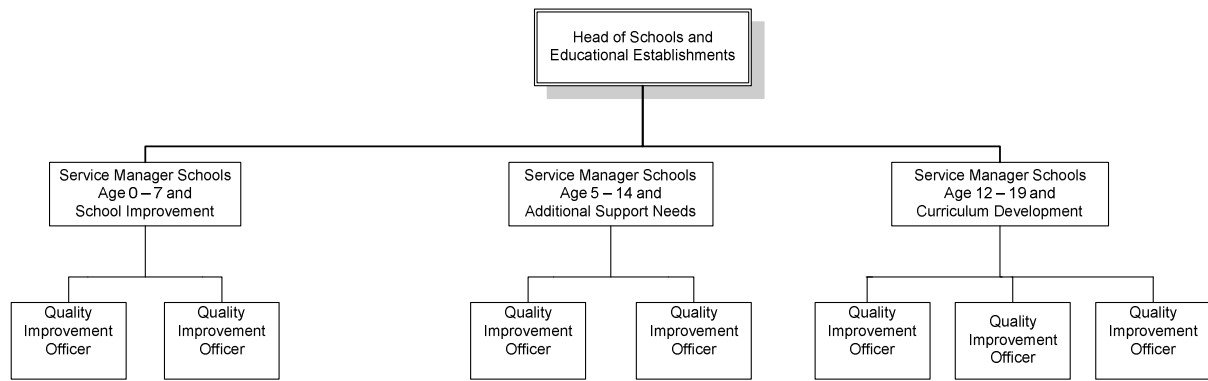 Head of Schools and
Educational Establishments
Service Manager Schools
Age 0 – 7 and
School Improvement
Service Manager Schools
Age 5 – 14 and
Additional Support Needs
Service Manager Schools
Age 12 – 19 and
Curriculum Development
Quality
Improvement
Officer
Quality
Improvement
Officer
Quality
Improvement
Officer
Quality
Improvement
Officer
Quality
Improvement
Officer
Quality
Improvement
Officer
Quality
Improvement
Officer